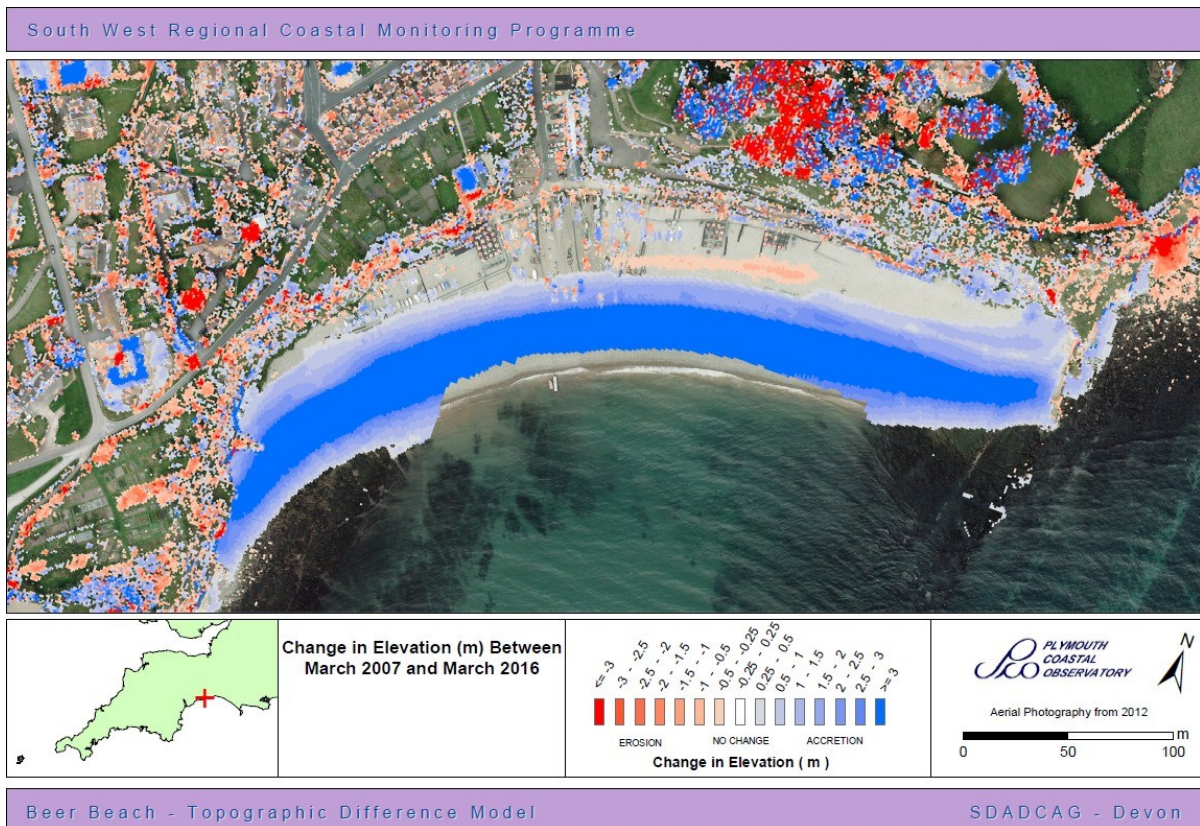 South West Regional Coastal Monitoring Programme
Change in Elevation (m) Between
March 2007 and March 2016
<= -3
-3 - -2.5
-2.5 - -2
-2 - -1.5
-1.5 - -1
-1 - -0.5
-0.5 - -0.25
-0.25 - 0.25
0.25 - 0.5
0.5 - 1
1 - 1.5
1.5 - 2
2 - 2.5
2.5 - 3
>= 3
EROSION NO CHANGE ACCRETION
Change in Elevation ( m )
PCO
PLYMOUTH
COASTAL
OBSERVATORY
N
Aerial Photography from 2012
m
0 50 100
Beer Beach - Topographic Difference Model SDADCAG - Devon